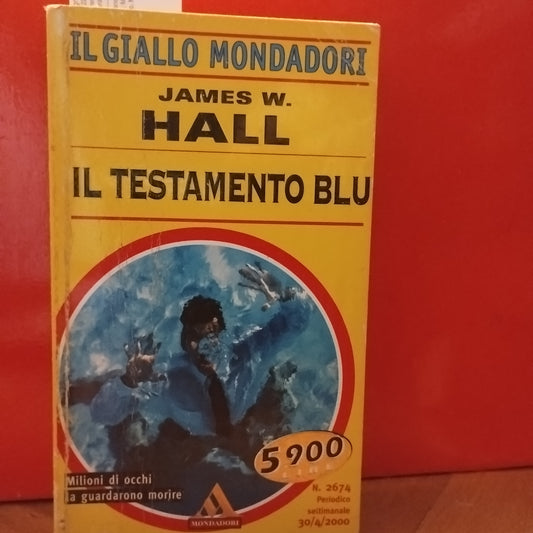 IL GIALLO MONDADORI
JAMES W.
HALL
IL TESTAMENTO BLU
5900
LIRE
Milioni di occhi
la guardarono morire
N. 2674
Periodico
settimanale
30/4/2000
MONDADORI